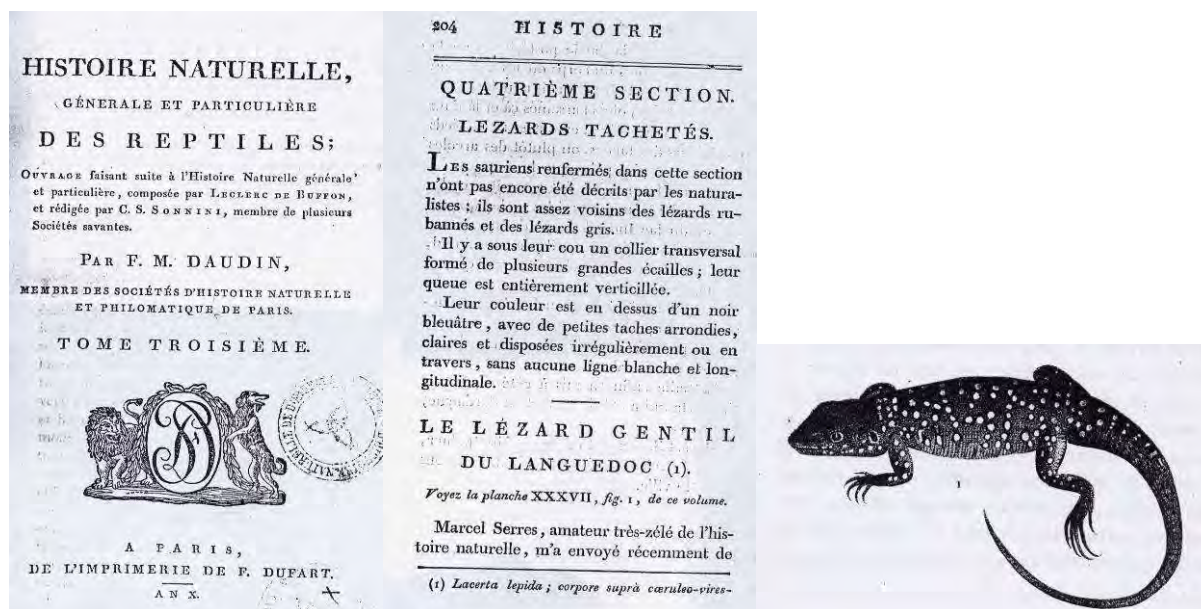 HISTOIRE NATURELLE,
GÉNERALE ET PARTICULIÈRE
DES REPTILES;
OUVRAGE faisant suite à l'Histoire Naturelle générale
et particulière, composée par LECLERC DE BUFFON,
et rédigée par C. S. SONNINI, membre de plusieurs
Sociétés savantes.
PAR F. M. DAUDIN,
MEMBRE DES SOCIÉTÉS D'HISTOIRE NATURELLE
ET PHILOMATIQUE DE PARIS.
TOME TROISIÈME.
A PARIS,
DE L'IMPRIMERIE DE F. DUFART.
AN X.
204 HISTOIRE
QUATRIÈME SECTION.
LEZARDS TACHETÉS.
LES sauriens renfermés dans cette section
n'ont pas encore été décrits par les natura-
listes ; ils sont assez voisins des lézards ru-
bannés et des lézards gris.
Il y a sous leur cou un collier transversal
formé de plusieurs grandes écailles ; leur
queue est entièrement verticillée.
Leur couleur est en dessus d'un noir
bleuâtre, avec de petites taches arrondies,
claires et disposées irrégulièrement ou en
travers, sans aucune ligne blanche et lon-
gitudinale.
LE LÉZARD GENTIL
DU LANGUEDOC (1).
Voyez la planche XXXVII, fig. 1, de ce volume.
Marcel Serres, amateur très-zélé de l'his-
toire naturelle, m'a envoyé récemment de
(1) Lacerta lepida ; corpore suprà cæruleo-vires-
1